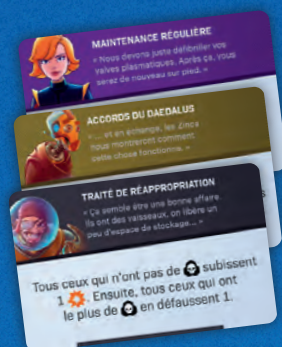 MAINTENANCE RÉGULIÈRE
« Nous devons juste défibriller vos
valves plasmatiques. Après ça, vous
serez de nouveau sur pied. »
ACCORDS DU DAEDALUS
« ... et en échange, les Zincs
nous montreront comment
cette chose fonctionne. »
TRAITÉ DE RÉAPPROPRIATION
« Ça semble être une bonne affaire.
Ils ont des vaisseaux, on libère un
peu d'espace de stockage... »
Tous ceux qui n'ont pas de subissent
1 . Ensuite, tous ceux qui ont
le plus de en défaussent 1.